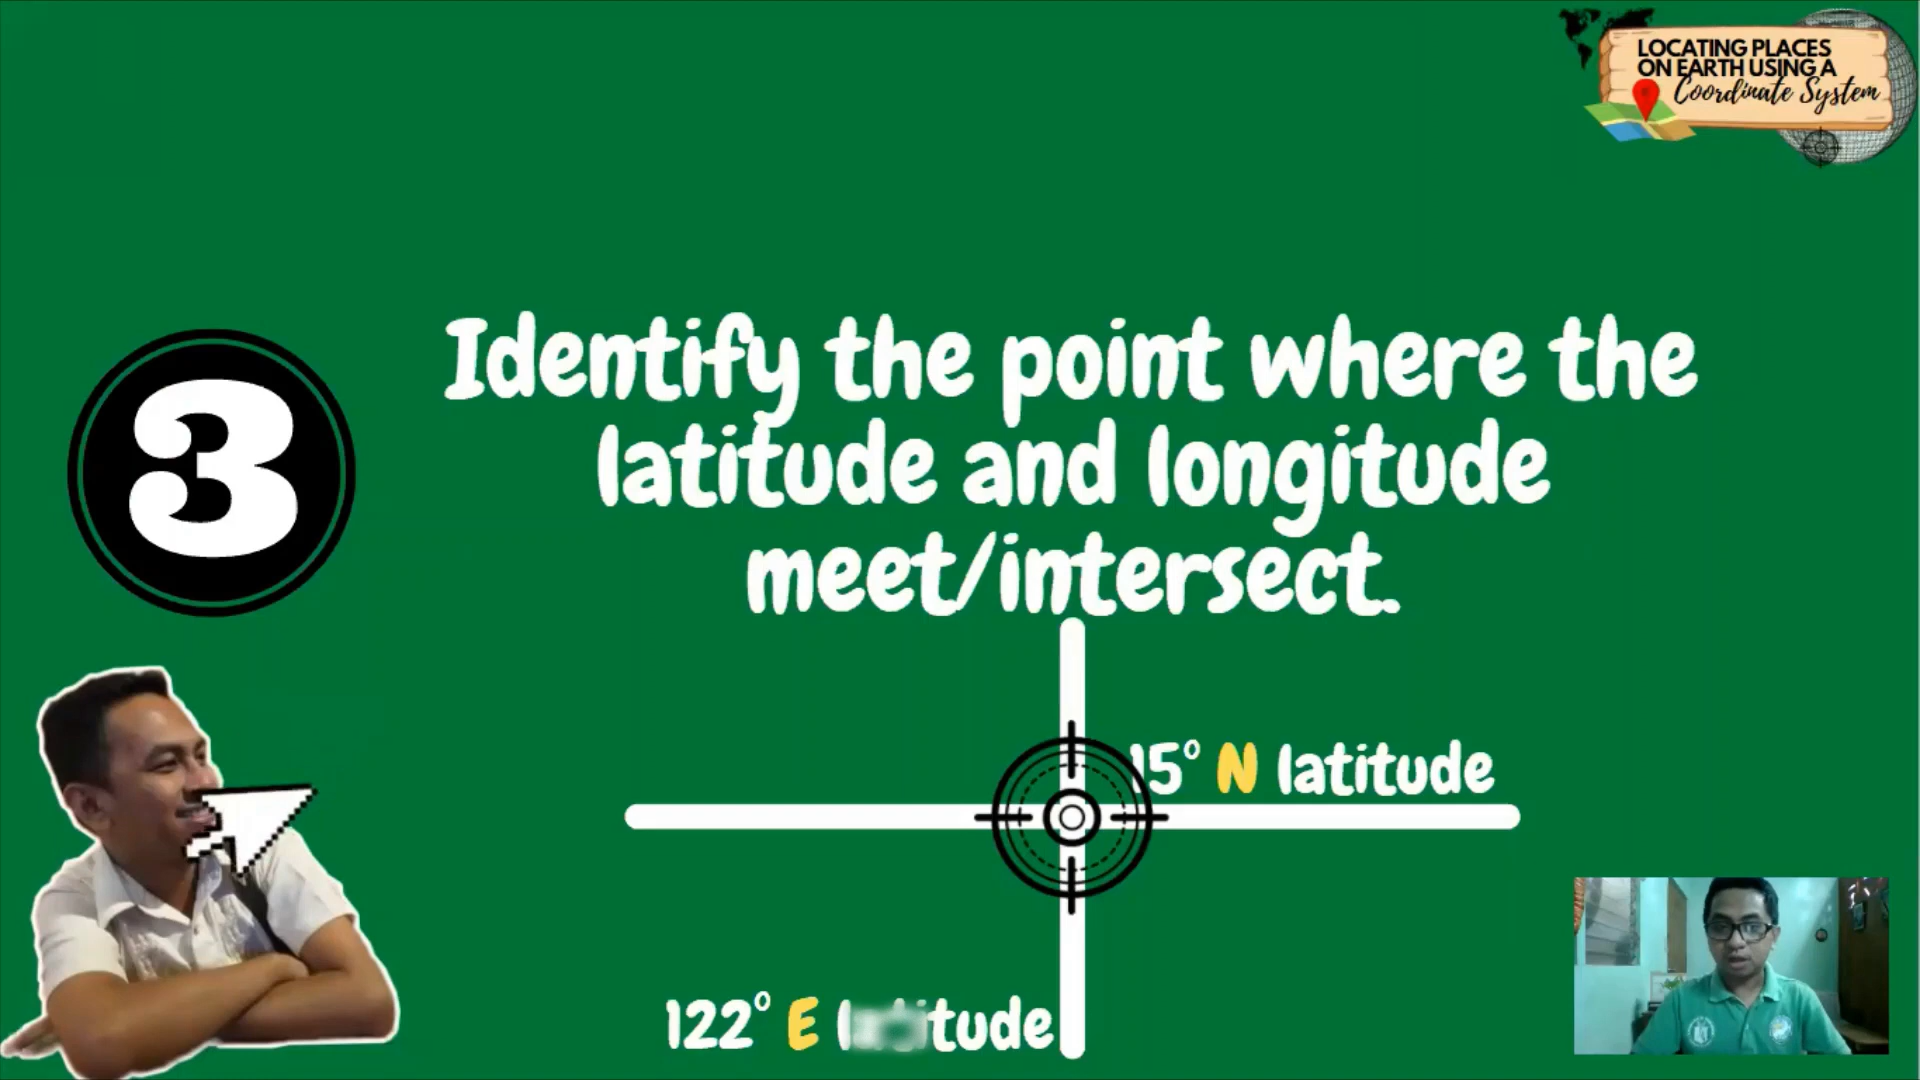 LOCATING PLACES
ON EARTH USING A
Coordinate System
3
Identify the point where the
latitude and longitude
meet/intersect.
15° N latitude
122° E